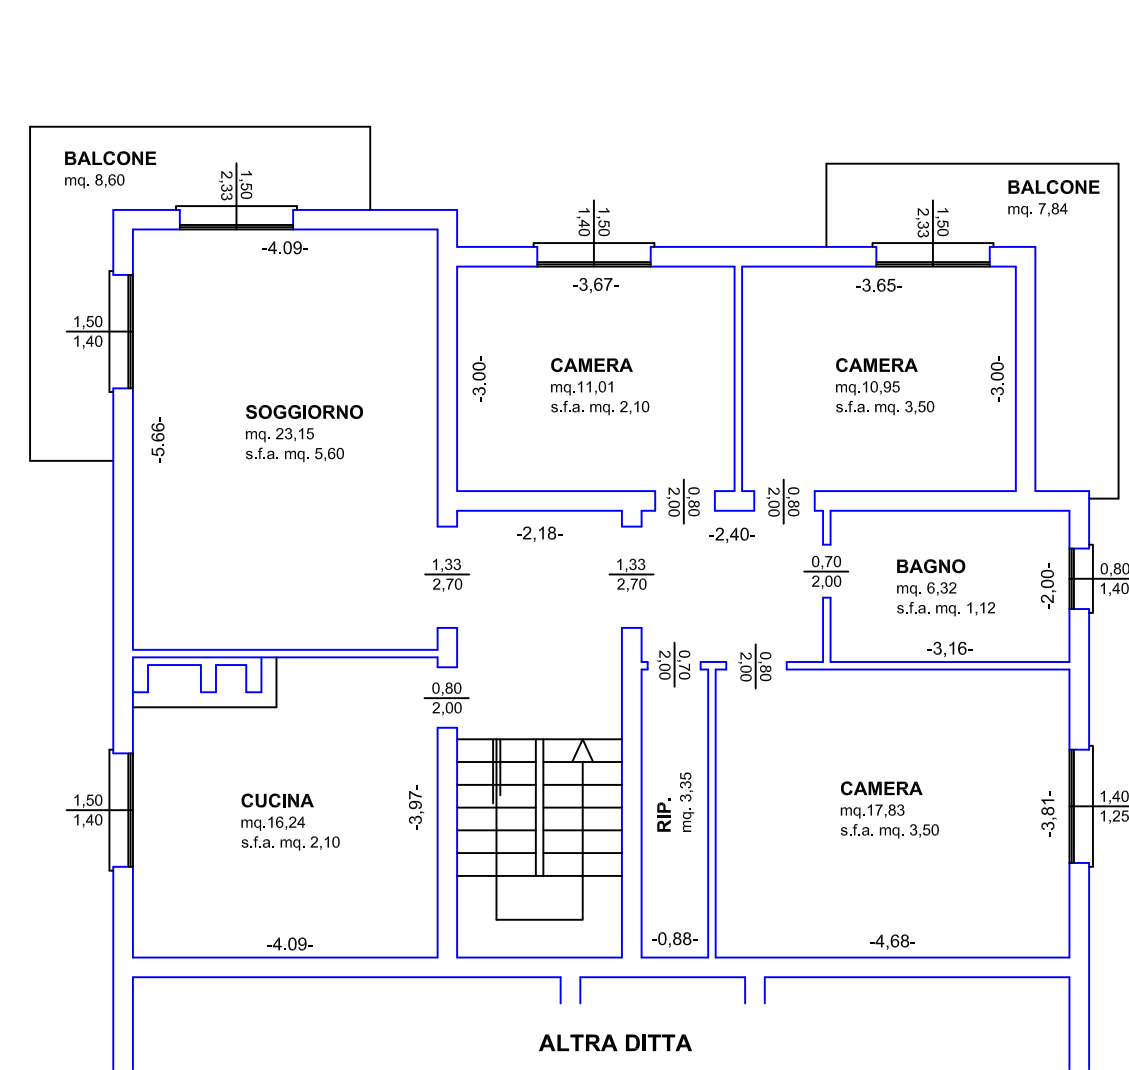 BALCONE
mq. 8,60
1,50
2,33
-4.09-
BALCONE
mq. 7,84
1,50
1,40
1,50
2,33
-3,67-
-3.65-
1,50
1,40
-3.00-
CAMERA
mq.11,01
s.f.a. mq. 2,10
CAMERA
mq.10,95
s.f.a. mq. 3,50
-3.00-
-5.66-
SOGGIORNO
mq. 23,15
s.f.a. mq. 5,60
0,80
2,00
0,80
2,00
-2,18-
-2,40-
1,33
2,70
1,33
2,70
0,70
2,00
BAGNO
mq. 6,32
s.f.a. mq. 1,12
-2,00-
0,80
1,40
-3,16-
0,70
2,00
0,80
2,00
0,80
2,00
1,50
1,40
CUCINA
mq.16,24
s.f.a. mq. 2,10
-3,97-
RIP.
mq. 3,35
CAMERA
mq.17,83
s.f.a. mq. 3,50
-3,81-
1,40
1,25
-4.09-
-0,88-
-4,68-
ALTRA DITTA